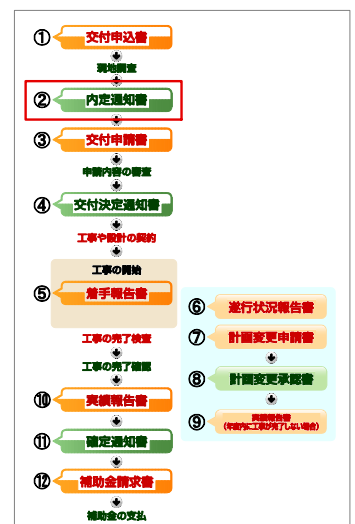 ① 交付申込書
現地調査
② 内定通知書
③ 交付申請書
申請内容の審査
④ 交付決定通知書
工事や設計の契約
工事の開始
⑤ 着手報告書
工事の完了検査
工事の完了確認
⑩ 実績報告書
⑪ 確定通知書
⑫ 補助金請求書
補助金の支払
⑥ 遂行状況報告書
⑦ 計画変更申請書
⑧ 計画変更承認書
⑨ 実績報告書
(年度内に工事が完了しない場合)